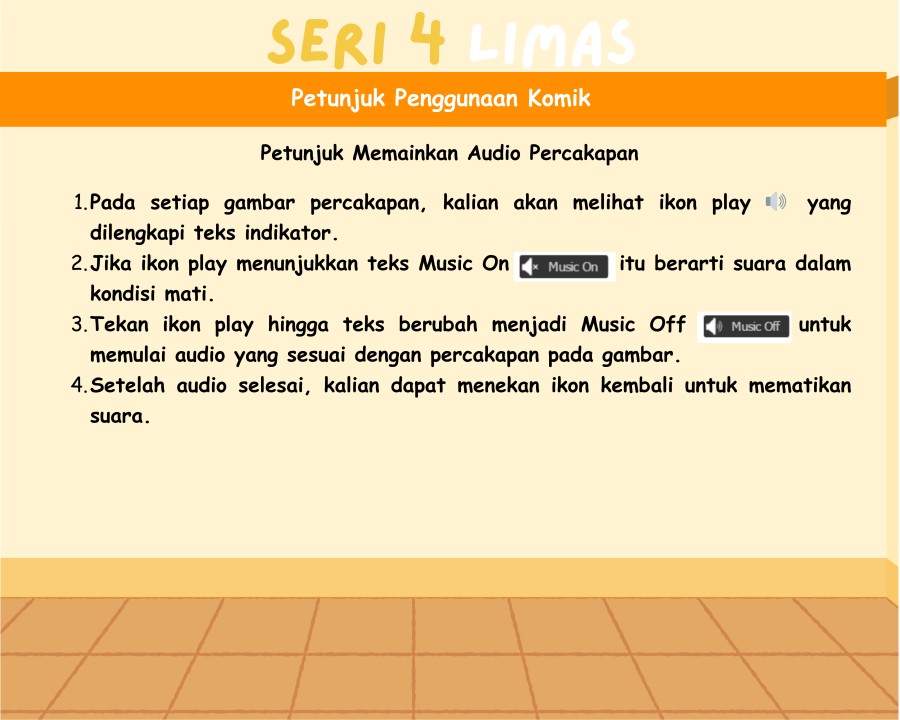 SERI 4 LIMAS
Petunjuk Penggunaan Komik
Petunjuk Memainkan Audio Percakapan
1.Pada setiap gambar percakapan, kalian akan melihat ikon play yang
dilengkapi teks indikator.
2.Jika ikon play menunjukkan teks Music On Music On itu berarti suara dalam
kondisi mati.
3.Tekan ikon play hingga teks berubah menjadi Music Off Music Off untuk
memulai audio yang sesuai dengan percakapan pada gambar.
4.Setelah audio selesai, kalian dapat menekan ikon kembali untuk mematikan
suara.